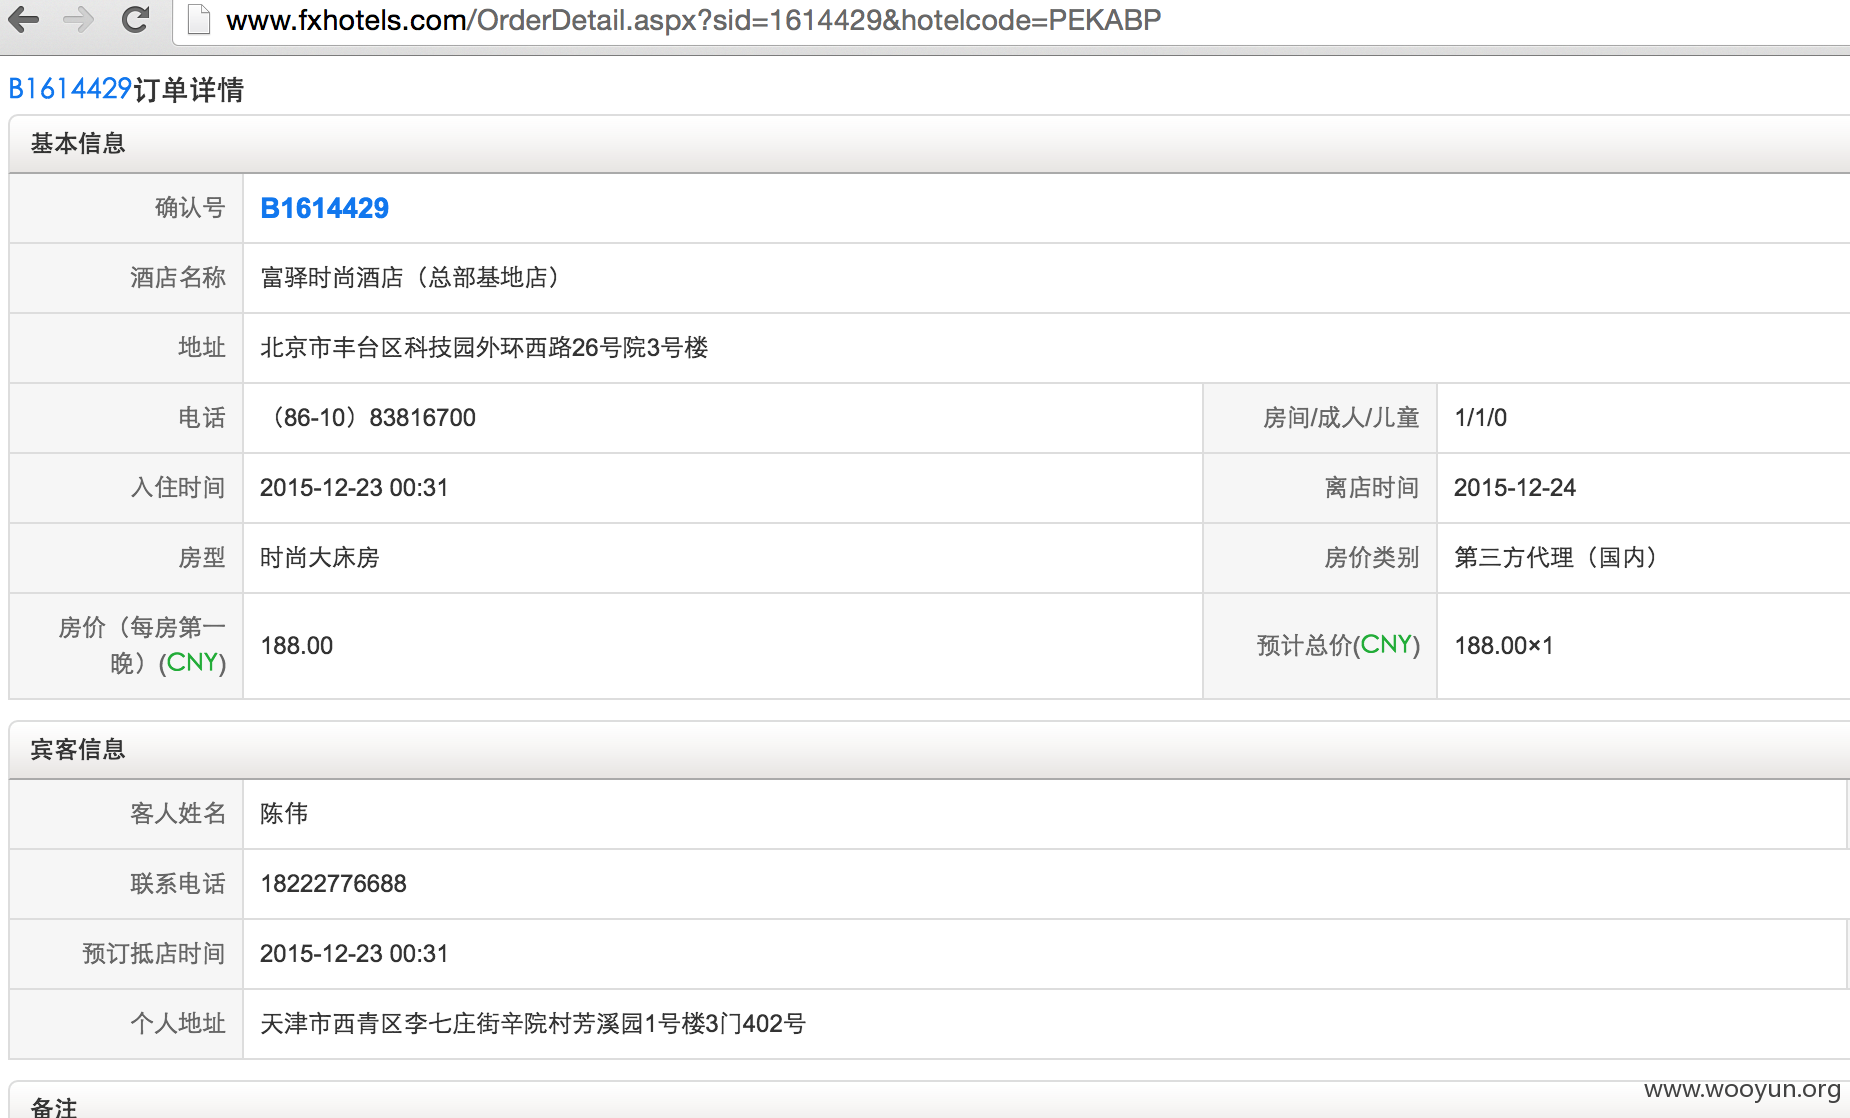 www.fxhotels.com/OrderDetail.aspx?sid=1614429&hotelcode=PEKABP
B1614429订单详情
基本信息
确认号 B1614429
酒店名称 富驿时尚酒店（总部基地店）
地址 北京市丰台区科技园外环西路26号院3号楼
电话 （86-10）83816700 房间/成人/儿童 1/1/0
入住时间 2015-12-23 00:31 离店时间 2015-12-24
房型 时尚大床房 房价类别 第三方代理（国内）
房价（每房第一
晚）(CNY) 188.00 预计总价(CNY) 188.00×1
宾客信息
客人姓名 陈伟
联系电话 18222776688
预订抵店时间 2015-12-23 00:31
个人地址 天津市西青区李七庄街辛院村芳溪园1号楼3门402号
备注
www.wooyun.org